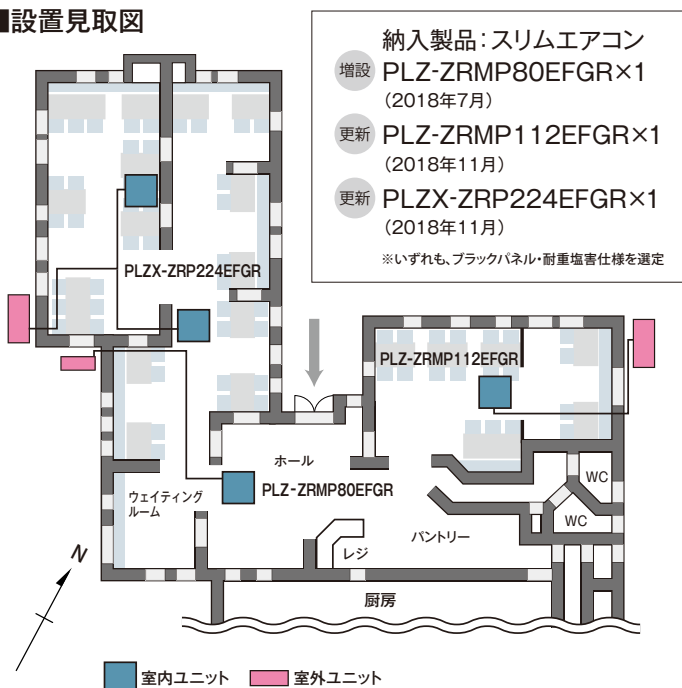 ■設置見取図
納入製品：スリムエアコン
増設 PLZ-ZRMP80EFGR×1
（2018年7月）
更新 PLZ-ZRMP112EFGR×1
（2018年11月）
更新 PLZX-ZRP224EFGR×1
（2018年11月）
※いずれも、ブラックパネル・耐重塩害仕様を選定
PLZX-ZRP224EFGR
PLZ-ZRMP112EFGR
ホール
PLZ-ZRMP80EFGR
ウェイティング
ルーム
WC
WC
レジ
パントリー
厨房
N
室内ユニット
室外ユニット